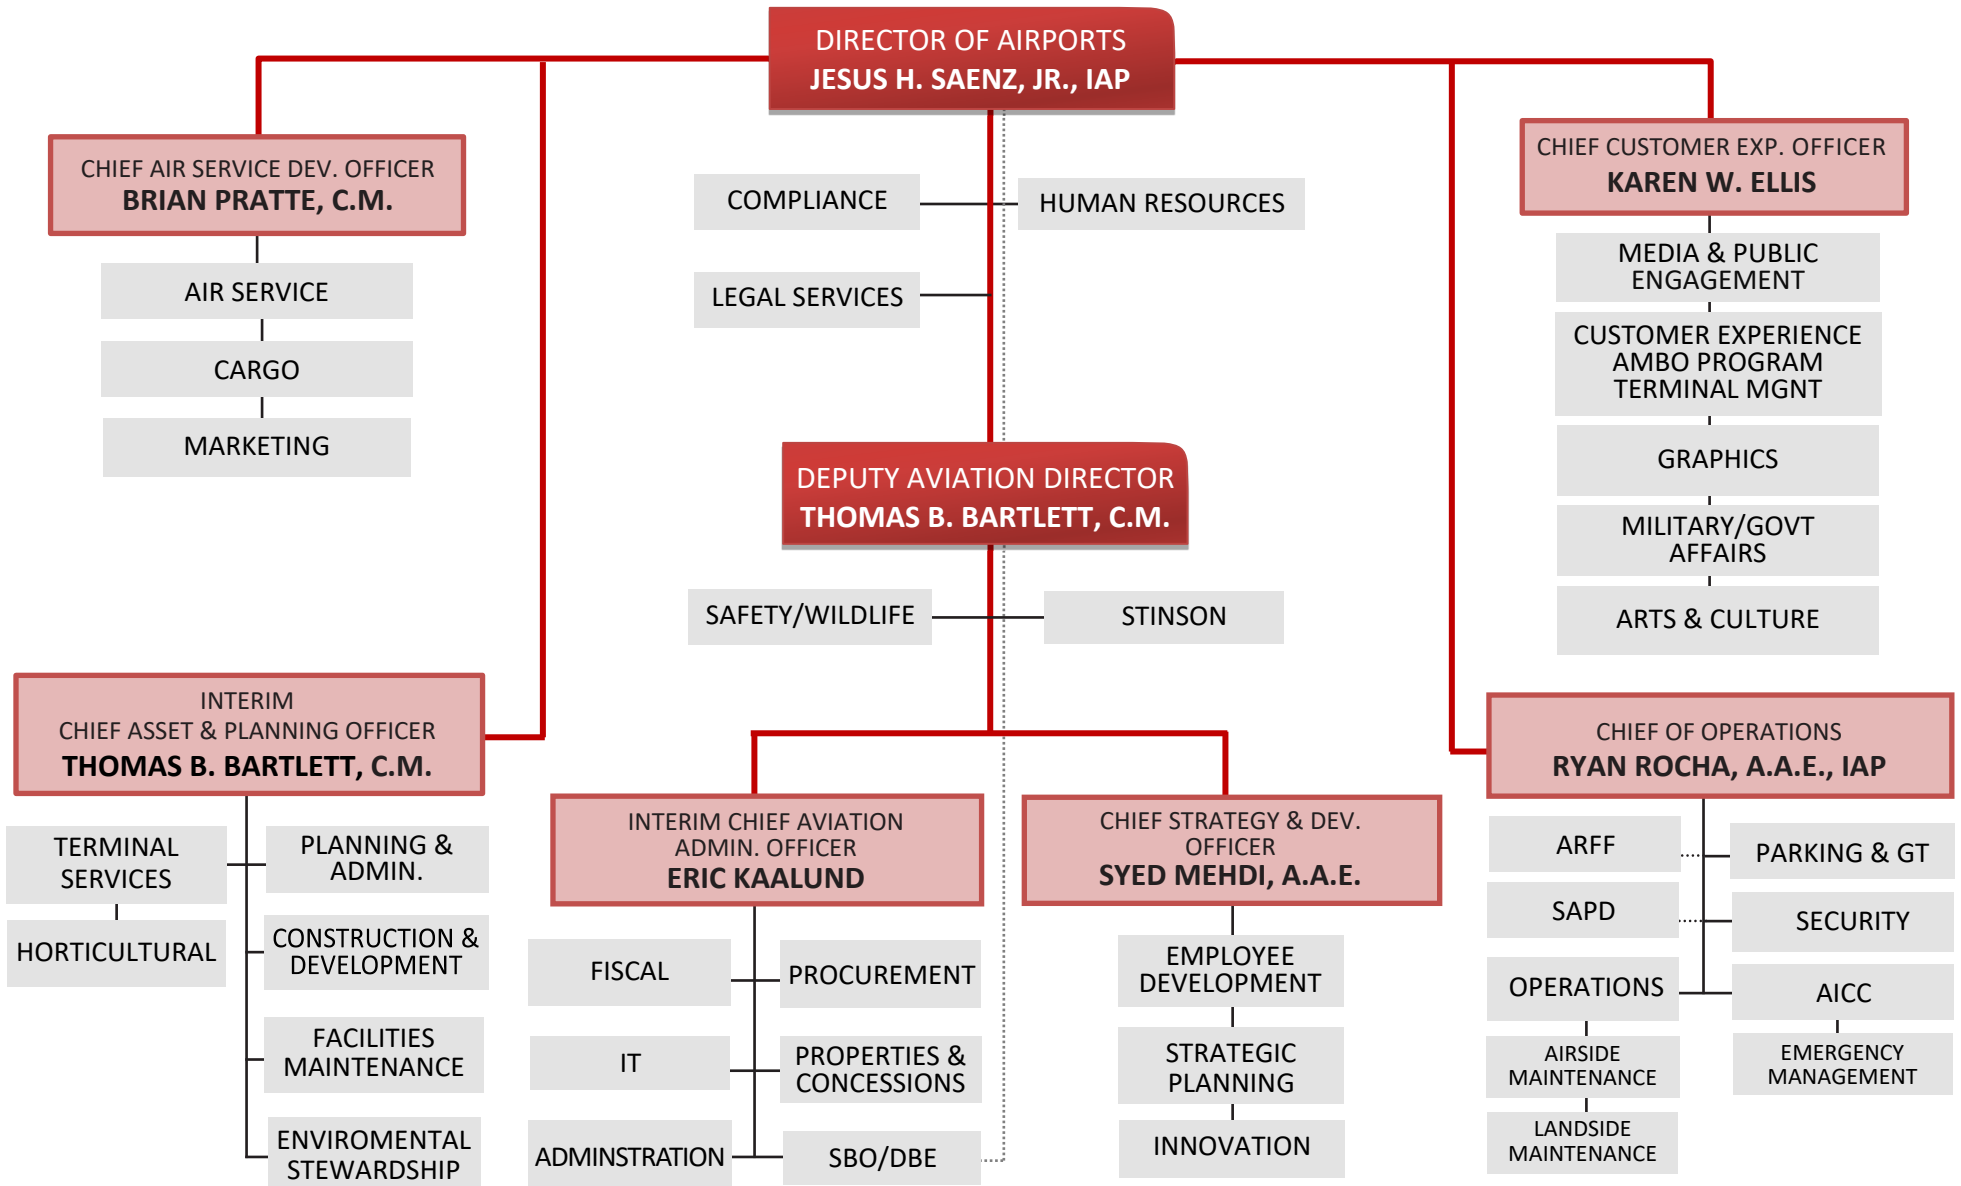 DIRECTOR OF AIRPORTS
JESUS H. SAENZ, JR., IAP
CHIEF AIR SERVICE DEV. OFFICER
BRIAN PRATTE, C.M.
AIR SERVICE
CARGO
MARKETING
COMPLIANCE
HUMAN RESOURCES
LEGAL SERVICES
CHIEF CUSTOMER EXP. OFFICER
KAREN W. ELLIS
MEDIA & PUBLIC
ENGAGEMENT
CUSTOMER EXPERIENCE
AMBO PROGRAM
TERMINAL MGNT
GRAPHICS
MILITARY/GOVT
AFFAIRS
ARTS & CULTURE
DEPUTY AVIATION DIRECTOR
THOMAS B. BARTLETT, C.M.
SAFETY/WILDLIFE
STINSON
INTERIM
CHIEF ASSET & PLANNING OFFICER
THOMAS B. BARTLETT, C.M.
TERMINAL
SERVICES
HORTICULTURAL
PLANNING &
ADMIN.
CONSTRUCTION &
DEVELOPMENT
FACILITIES
MAINTENANCE
ENVIROMENTAL
STEWARDSHIP
INTERIM CHIEF AVIATION
ADMIN. OFFICER
ERIC KAALUND
FISCAL
PROCUREMENT
IT
PROPERTIES &
CONCESSIONS
ADMINSTRATION
SBO/DBE
CHIEF STRATEGY & DEV.
OFFICER
SYED MEHDI, A.A.E.
EMPLOYEE
DEVELOPMENT
STRATEGIC
PLANNING
INNOVATION
CHIEF OF OPERATIONS
RYAN ROCHA, A.A.E., IAP
ARFF
PARKING & GT
SAPD
SECURITY
OPERATIONS
AICC
AIRSIDE
MAINTENANCE
EMERGENCY
MANAGEMENT
LANDSIDE
MAINTENANCE